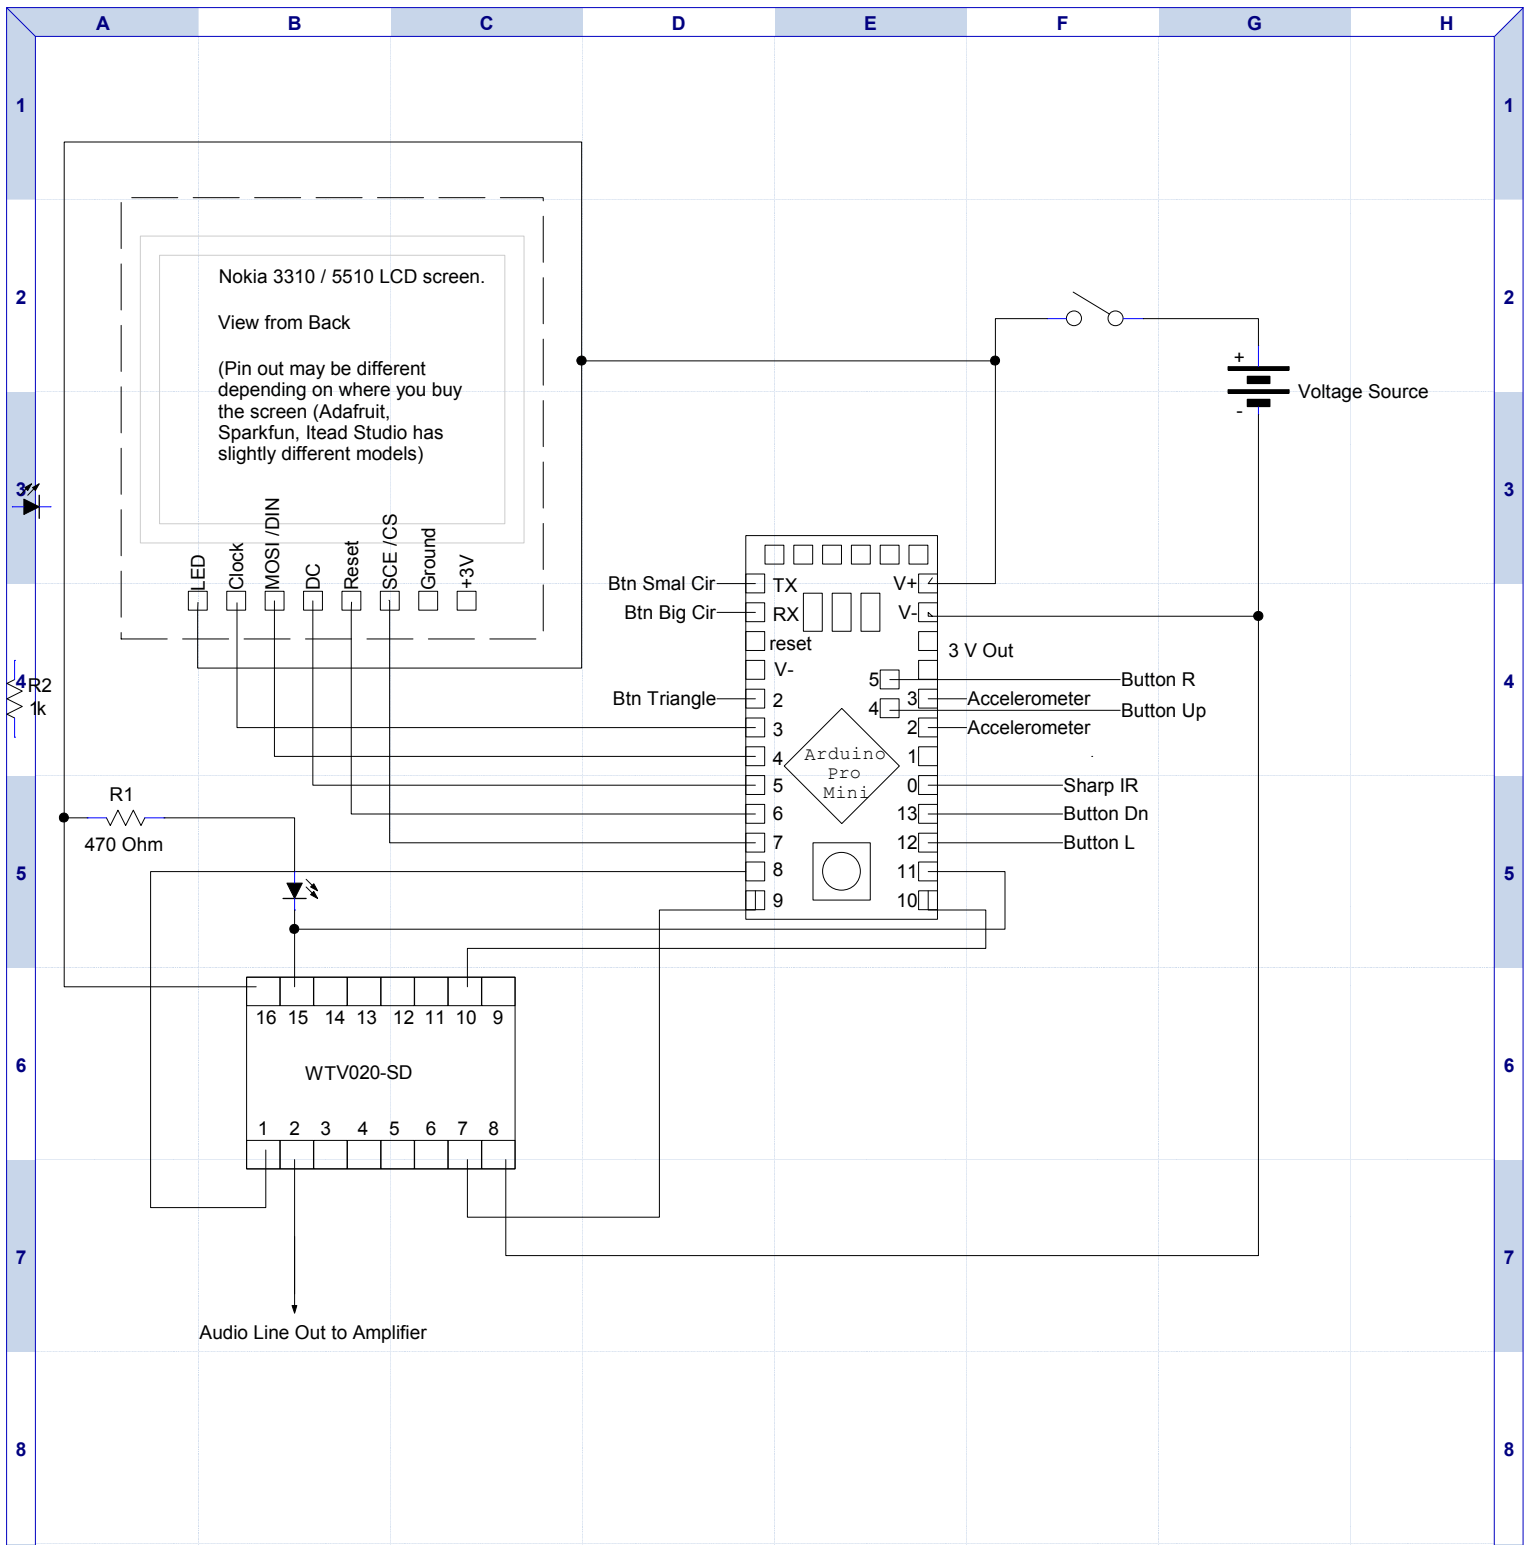 A B C D E F G H
1 1
2 2
3 3
4 4
5 5
6 6
7 7
8 8
Nokia 3310 / 5510 LCD screen.
View from Back
(Pin out may be different
depending on where you buy
the screen (Adafruit,
Sparkfun, Itead Studio has
slightly different models)
LED
Clock
MOSI /DIN
DC
Reset
SCE /CS
Ground
+3V
+
-
Voltage Source
Btn Smal Cir
Btn Big Cir
Btn Triangle
TX
RX
reset
V-
2
3
4
5
6
7
8
9
V+
V-
3 V Out
5
3
4
2
1
0
13
12
11
10
Button R
Accelerometer
Button Up
Accelerometer
Sharp IR
Button Dn
Button L
Arduino
Pro
Mini
R2
1k
R1
470 Ohm
16 15 14 13 12 11 10 9
WTV020-SD
1 2 3 4 5 6 7 8
Audio Line Out to Amplifier